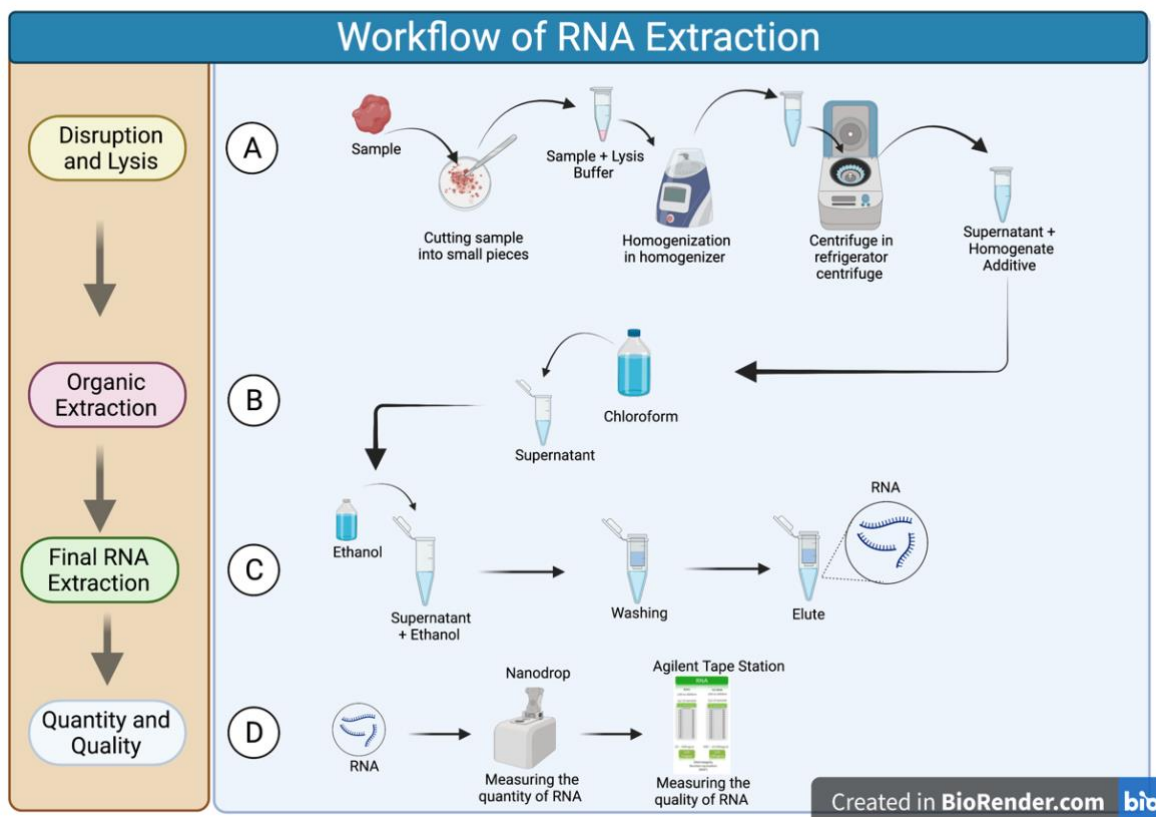 Workflow of RNA Extraction
Disruption
and Lysis
A
Sample
Cutting sample
into small pieces
Sample + Lysis
Buffer
Homogenization
in homogenizer
Centrifuge in
refrigerator
centrifuge
Supernatant +
Homogenate
Additive
Organic
Extraction
B
Chloroform
Supernatant
Final RNA
Extraction
C
Ethanol
Supernatant
+ Ethanol
Washing
Elute
RNA
Quantity and
Quality
D
RNA
Nanodrop
Measuring the
quantity of RNA
Agilent Tape Station
RNA
Measuring the
quality of RNA
Created in BioRender.com bio